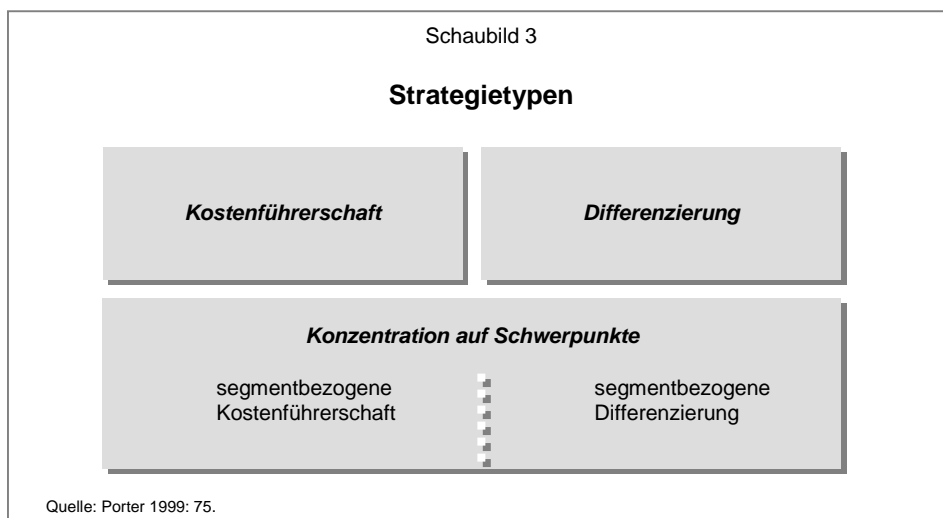 Schaubild 3
Strategietypen
Kostenführerschaft
Differenzierung
Konzentration auf Schwerpunkte
segmentbezogene
Kostenführerschaft
segmentbezogene
Differenzierung
Quelle: Porter 1999: 75.